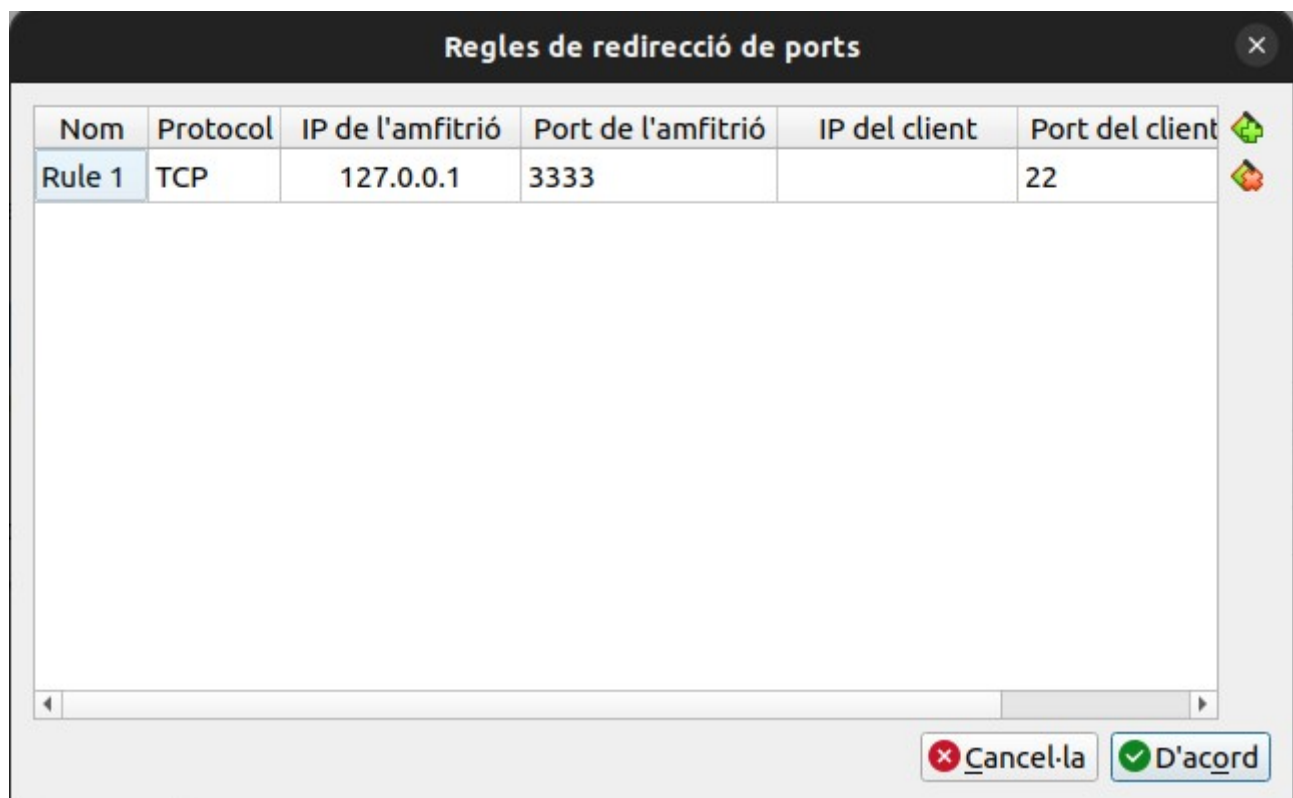 Regles de redirecció de ports
Nom Protocol IP de l'amfitrió Port de l'amfitrió IP del client Port del client
Rule 1 TCP 127.0.0.1 3333 22
Cancel·la D'acord